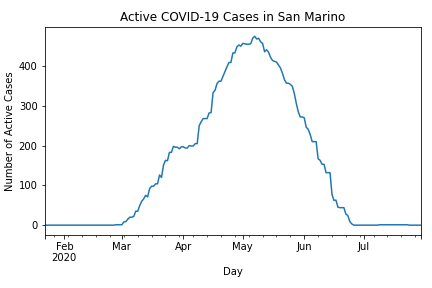 Active COVID-19 Cases in San Marino
Number of Active Cases
400
300
200
100
0
Feb Mar Apr May Jun Jul
2020
Day